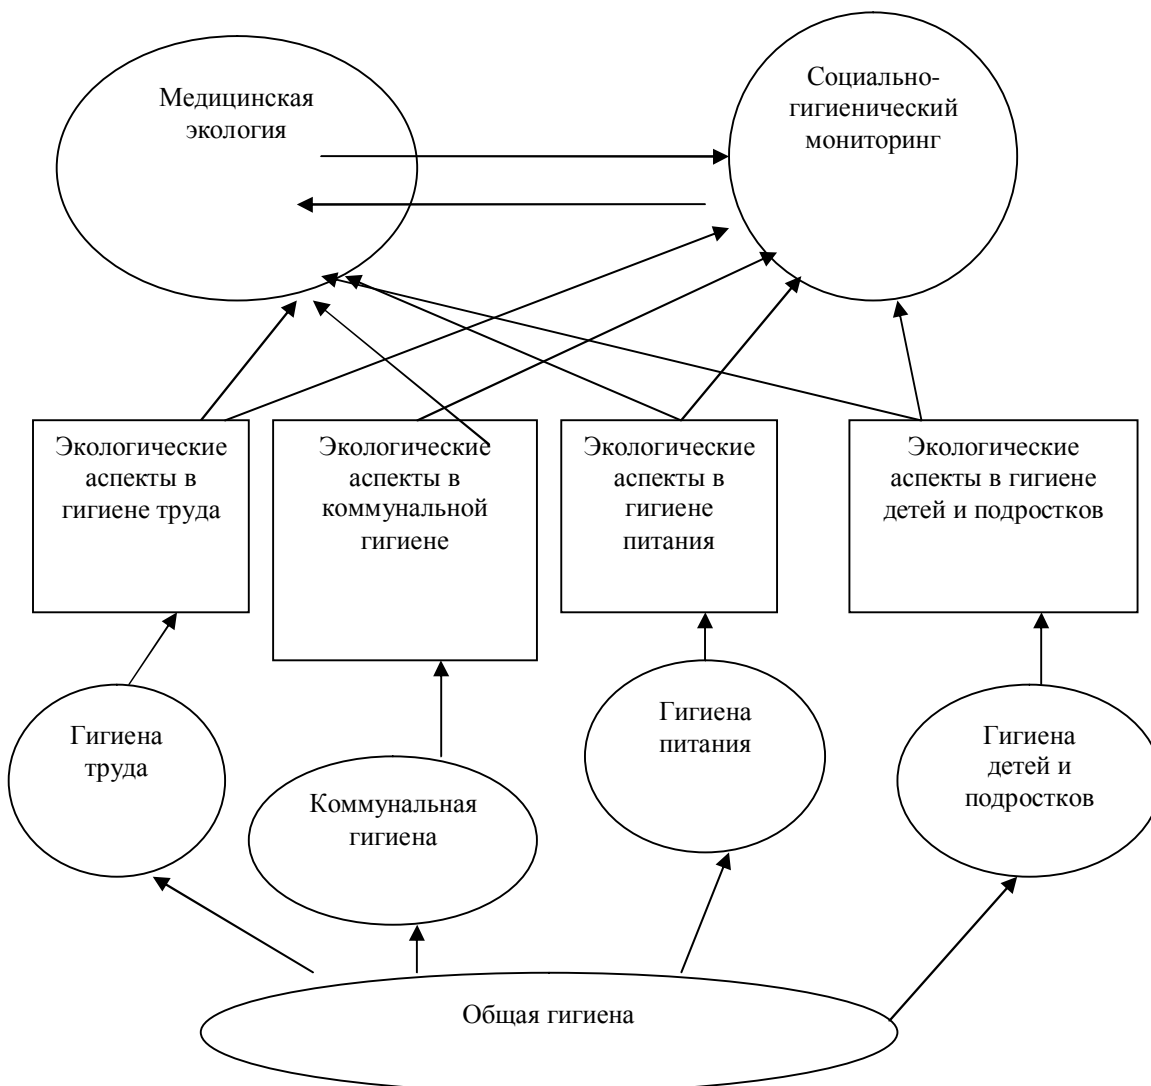 Медицинская
экология
Социально-
гигиенический
мониторинг
Экологические
аспекты в
гигиене труда
Экологические
аспекты в
коммунальной
гигиене
Экологические
аспекты в
гигиене
питания
Экологические
аспекты в гигиене
детей и подростков
Гигиена
труда
Коммунальная
гигиена
Гигиена
питания
Гигиена
детей и
подростков
Общая гигиена